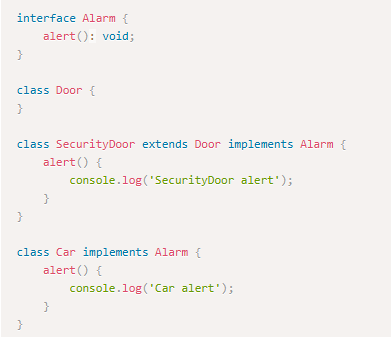 interface Alarm {
    alert(): void;
}

class Door {
}

class SecurityDoor extends Door implements Alarm {
    alert() {
        console.log('SecurityDoor alert');
    }
}

class Car implements Alarm {
    alert() {
        console.log('Car alert');
    }
}